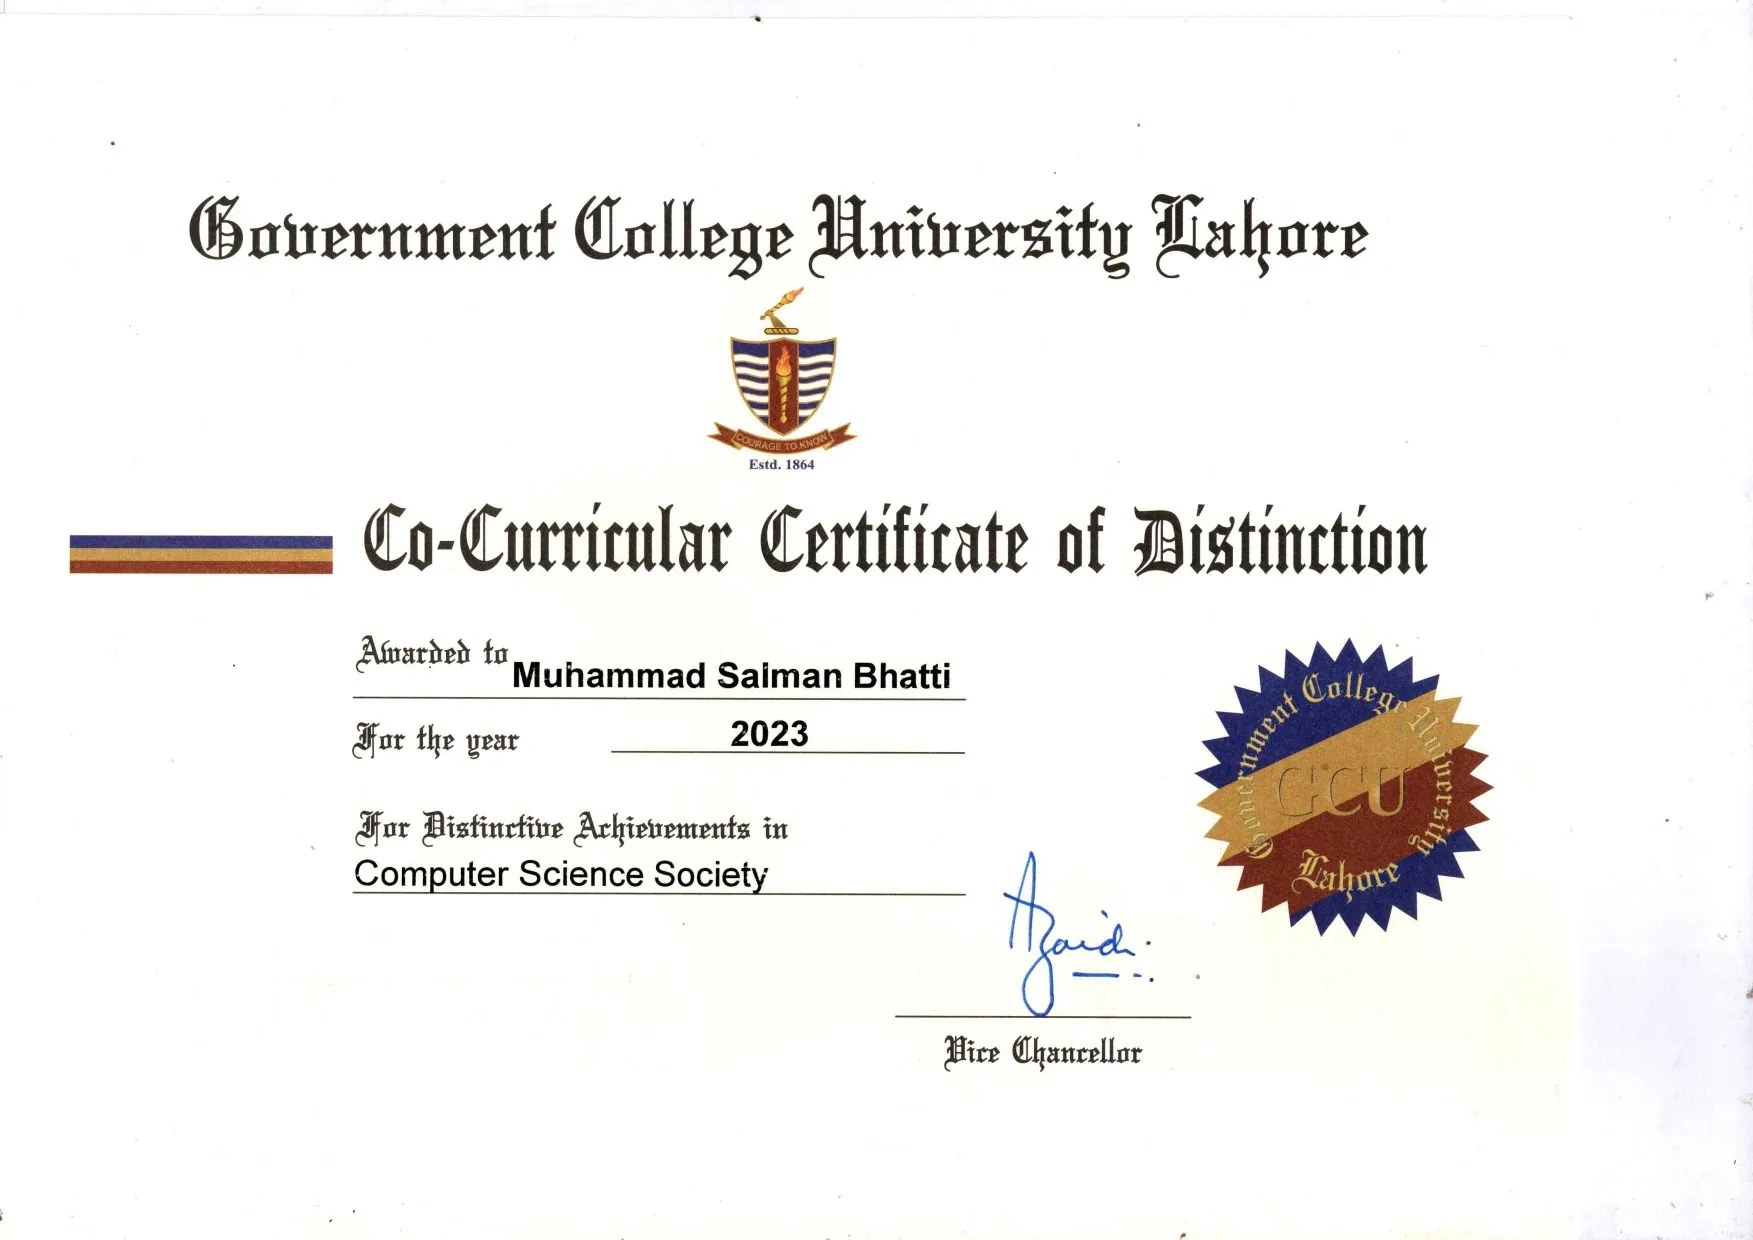 Government College University Lahore
COURAGE TO KNOW
Estd. 1864
Co-Curricular Certificate of Distinction
Awarded to Muhammad Salman Bhatti
For the year 2023
For Distinctive Achievements in
Computer Science Society
Government College University
GCU
Lahore
AZaidi
Vice Chancellor